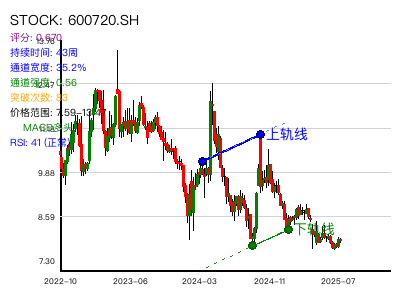 STOCK: 600720.SH
评分: 0.670
持续时间: 43周
通道宽度: 35.2%
通道强度: 0.66
突破次数: 83
价格范围: 7.59-13
MACD多头
RSI: 41 (正常)
上轨线
下轨线
9.88
8.59
7.30
2022-10
2023-06
2024-03
2024-11
2025-07